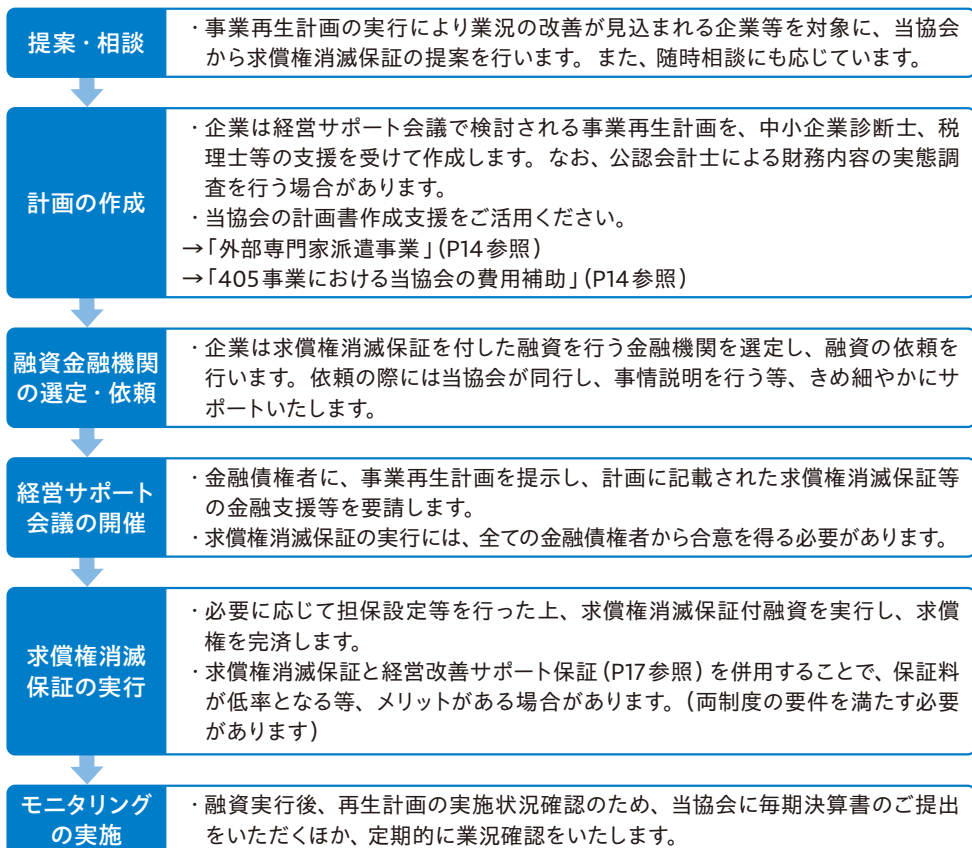 提案・相談
・事業再生計画の実行により業況の改善が見込まれる企業等を対象に、当協会
から求償権消滅保証の提案を行います。また、随時相談にも応じています。
計画の作成
・企業は経営サポート会議で検討される事業再生計画を、中小企業診断士、税
理士等の支援を受けて作成します。なお、公認会計士による財務内容の実態調
査を行う場合があります。
・当協会の計画書作成支援をご活用ください。
→「外部専門家派遣事業」(P14参照)
→「405事業における当協会の費用補助」(P14参照)
融資金融機関
の選定・依頼
・企業は求償権消滅保証を付した融資を行う金融機関を選定し、融資の依頼を
行います。依頼の際には当協会が同行し、事情説明を行う等、きめ細やかにサ
ポートいたします。
経営サポート
会議の開催
・金融債権者に、事業再生計画を提示し、計画に記載された求償権消滅保証等
の金融支援等を要請します。
・求償権消滅保証の実行には、全ての金融債権者から合意を得る必要があります。
求償権消滅
保証の実行
・必要に応じて担保設定等を行った上、求償権消滅保証付融資を実行し、求償
権を完済します。
・求償権消滅保証と経営改善サポート保証(P17参照)を併用することで、保証料
が低率となる等、メリットがある場合があります。(両制度の要件を満たす必要
があります)
モニタリング
の実施
・融資実行後、再生計画の実施状況確認のため、当協会に毎期決算書のご提出
をいただくほか、定期的に業況確認をいたします。